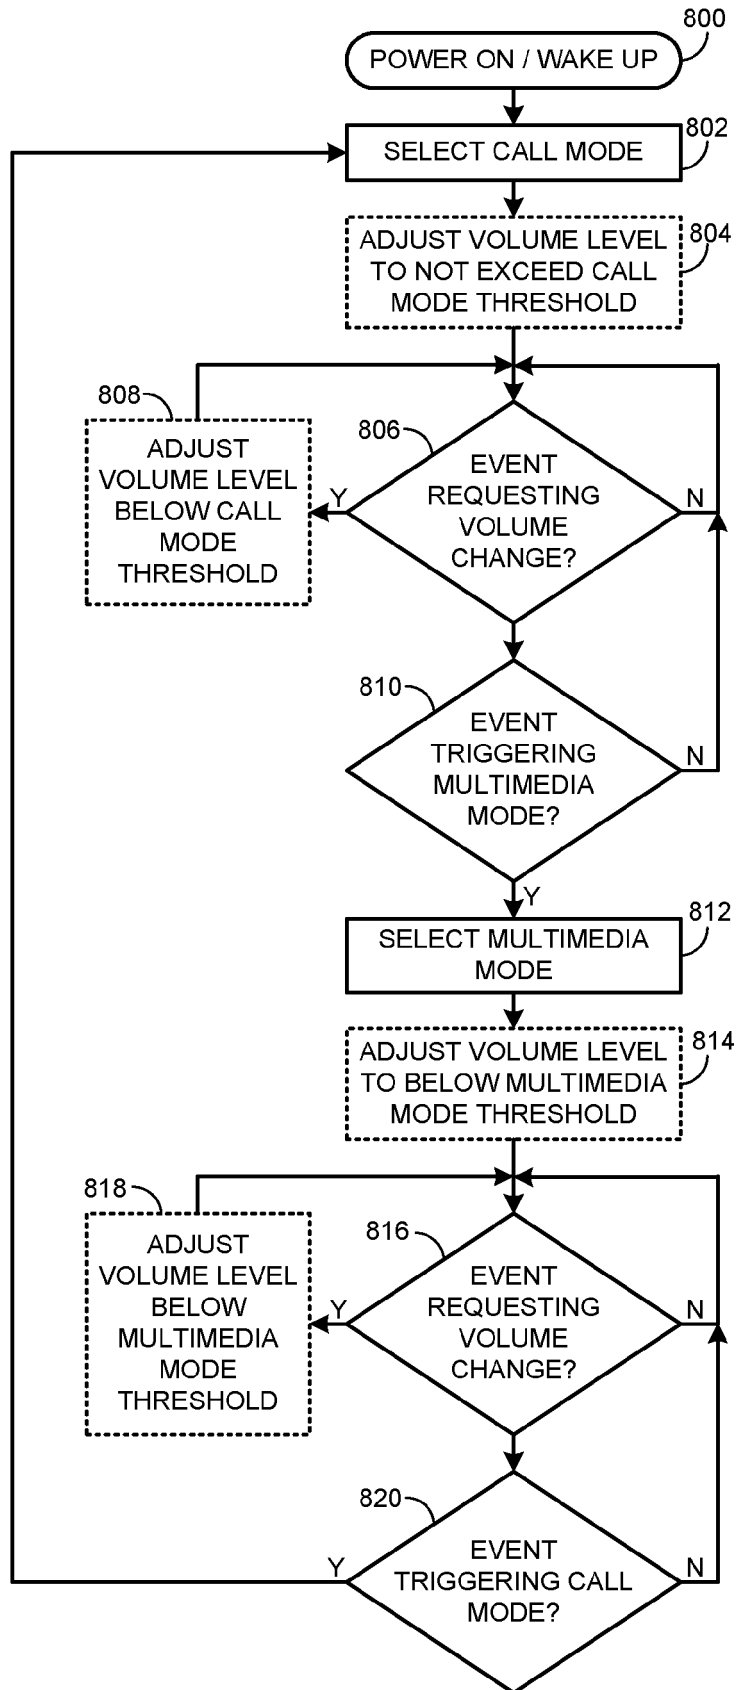 800
POWER ON / WAKE UP
802
SELECT CALL MODE
804
ADJUST VOLUME LEVEL
TO NOT EXCEED CALL
MODE THRESHOLD
808
ADJUST
VOLUME LEVEL
BELOW CALL
MODE
THRESHOLD
Y
806
EVENT
REQUESTING
VOLUME
CHANGE?
N
810
EVENT
TRIGGERING
MULTIMEDIA
MODE?
N
Y
812
SELECT MULTIMEDIA
MODE
814
ADJUST VOLUME LEVEL
TO BELOW MULTIMEDIA
MODE THRESHOLD
818
ADJUST
VOLUME LEVEL
BELOW
MULTIMEDIA
MODE
THRESHOLD
Y
816
EVENT
REQUESTING
VOLUME
CHANGE?
N
820
Y
EVENT
TRIGGERING CALL
MODE?
N